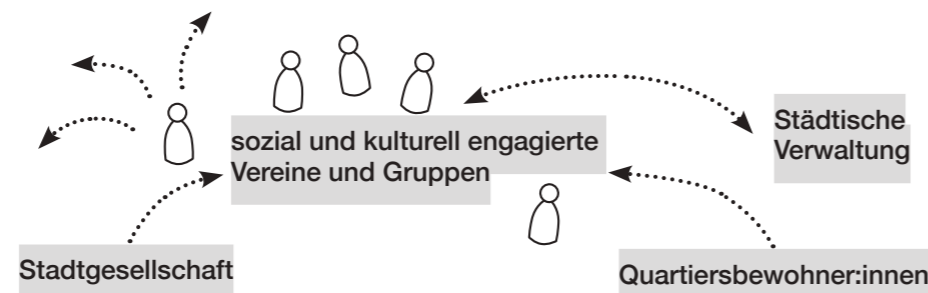 sozial und kulturell engagierte
Vereine und Gruppen
Städtische
Verwaltung
Stadtgesellschaft
Quartiersbewohner:innen